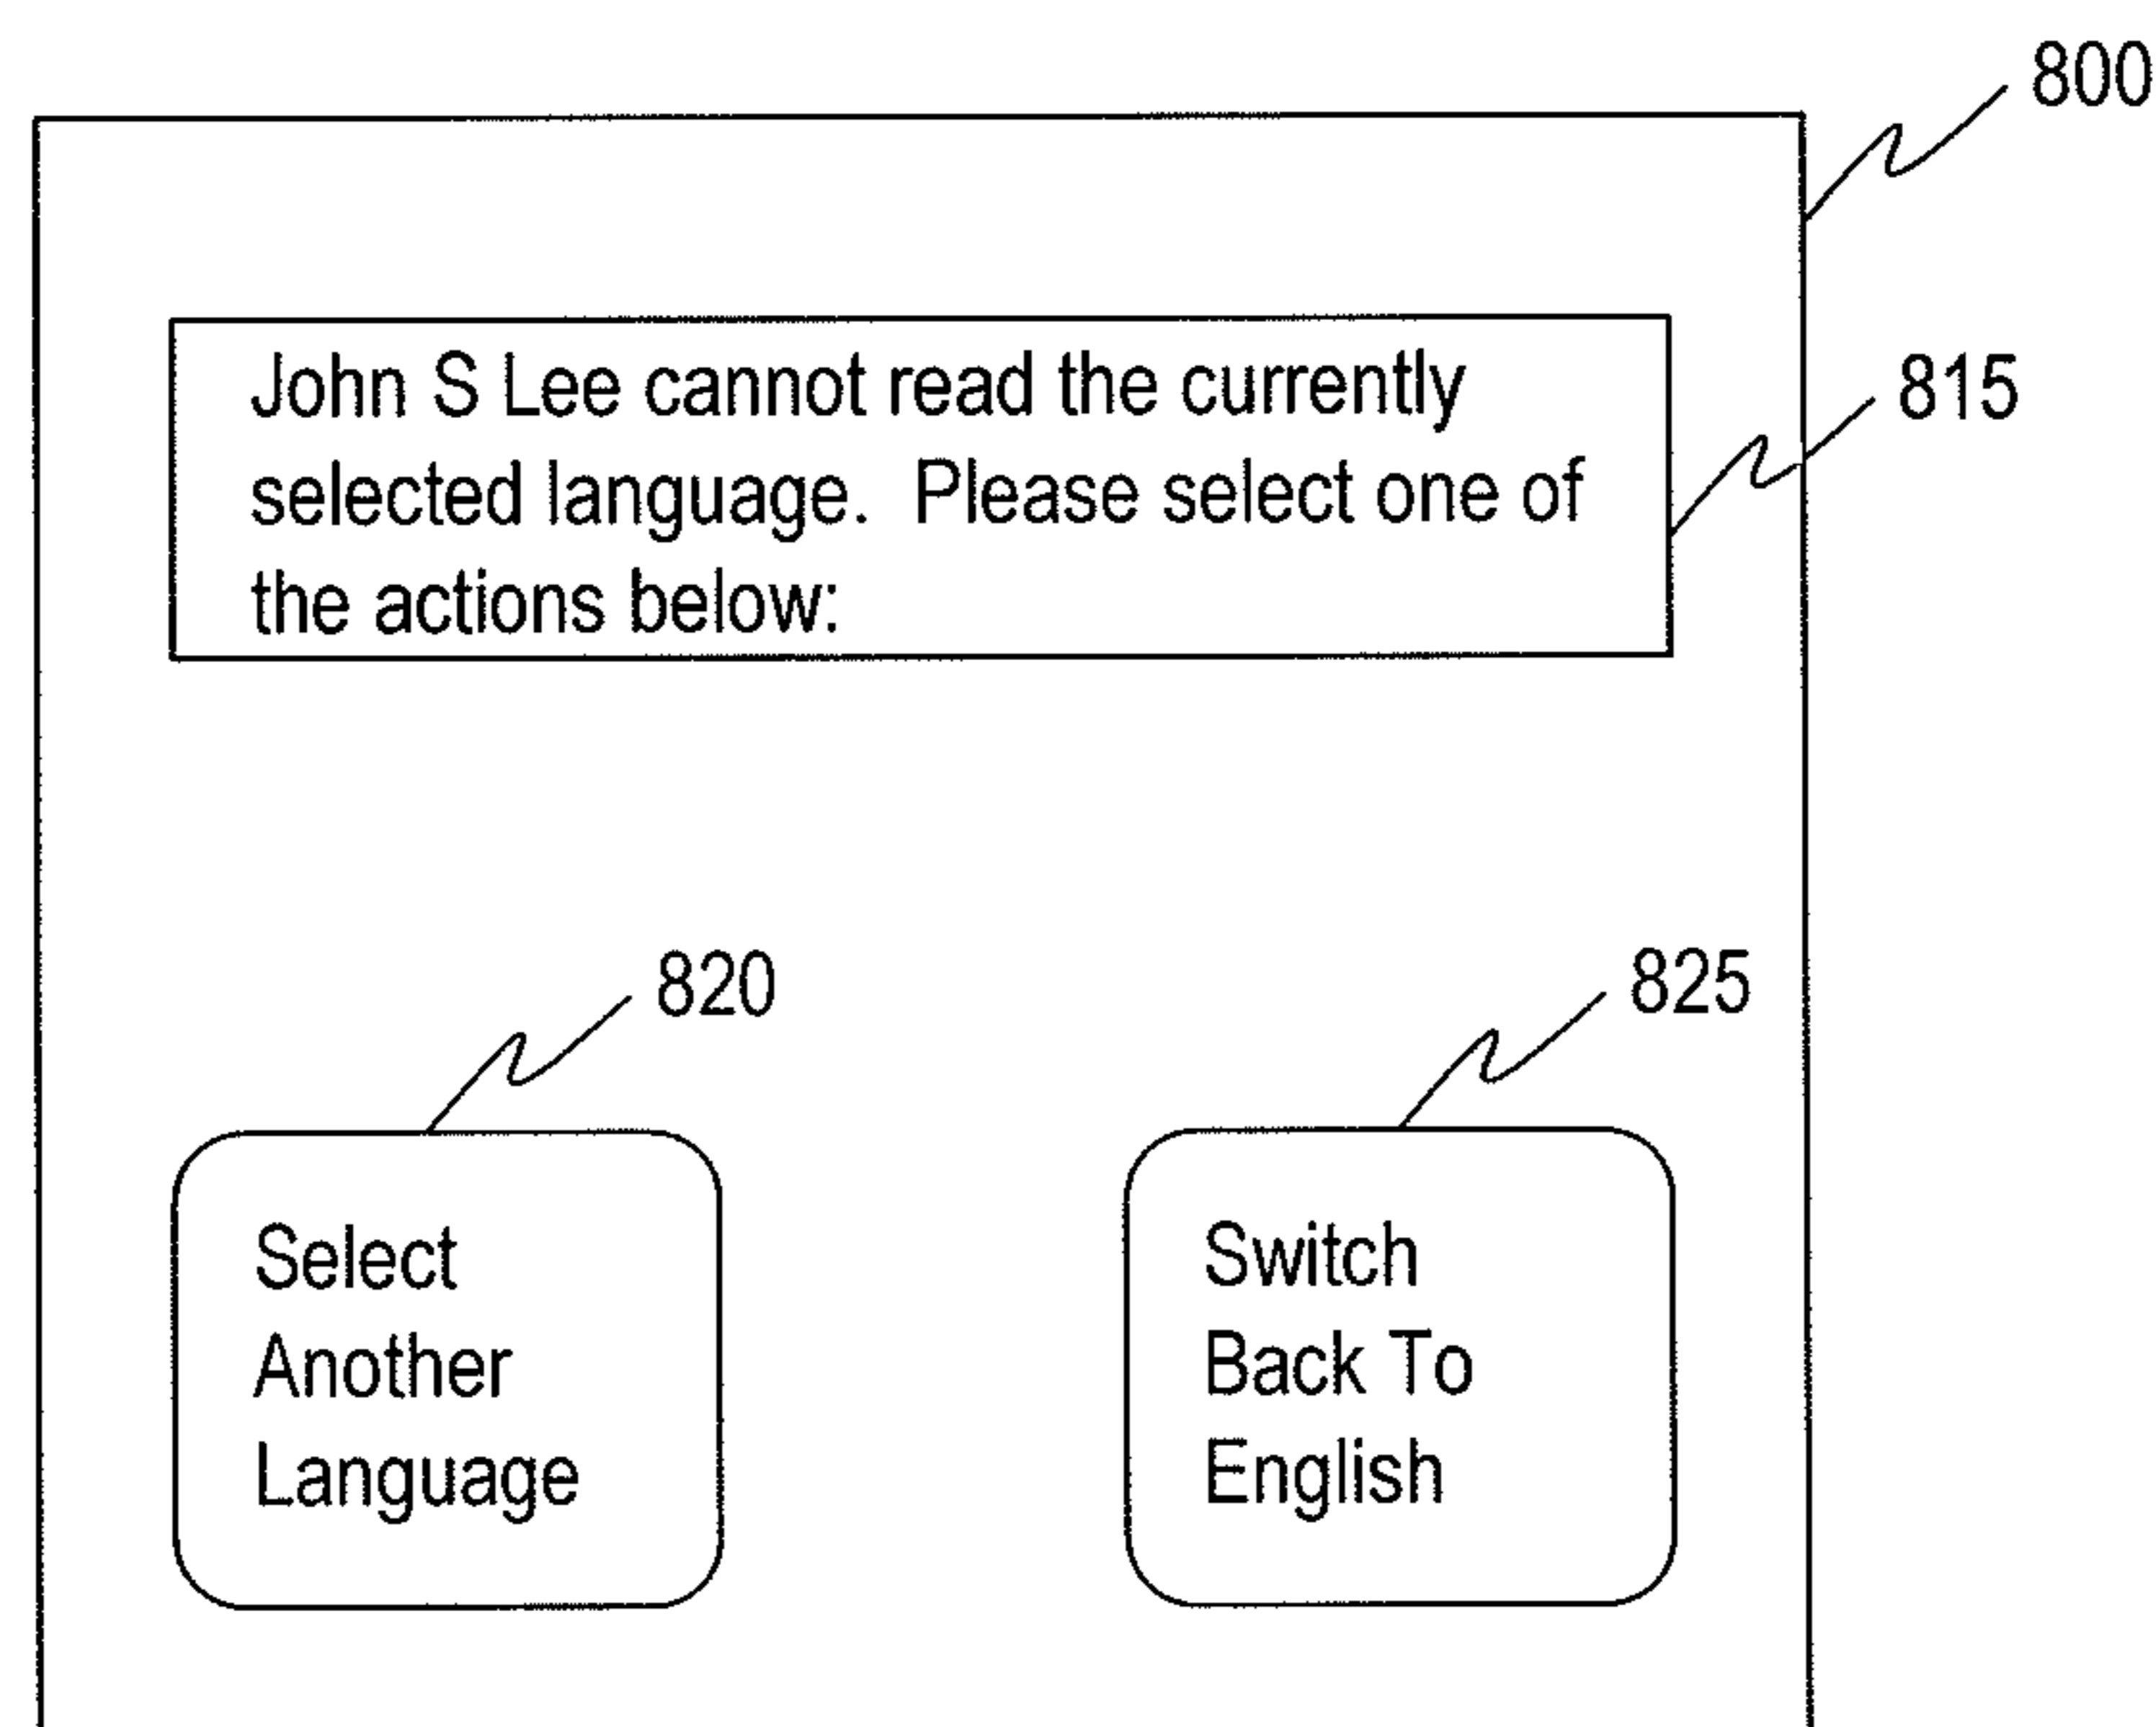 800
John S Lee cannot read the currently
selected language.  Please select one of
the actions below:
815
820
825
Select
Another
Language
Switch
Back To
English